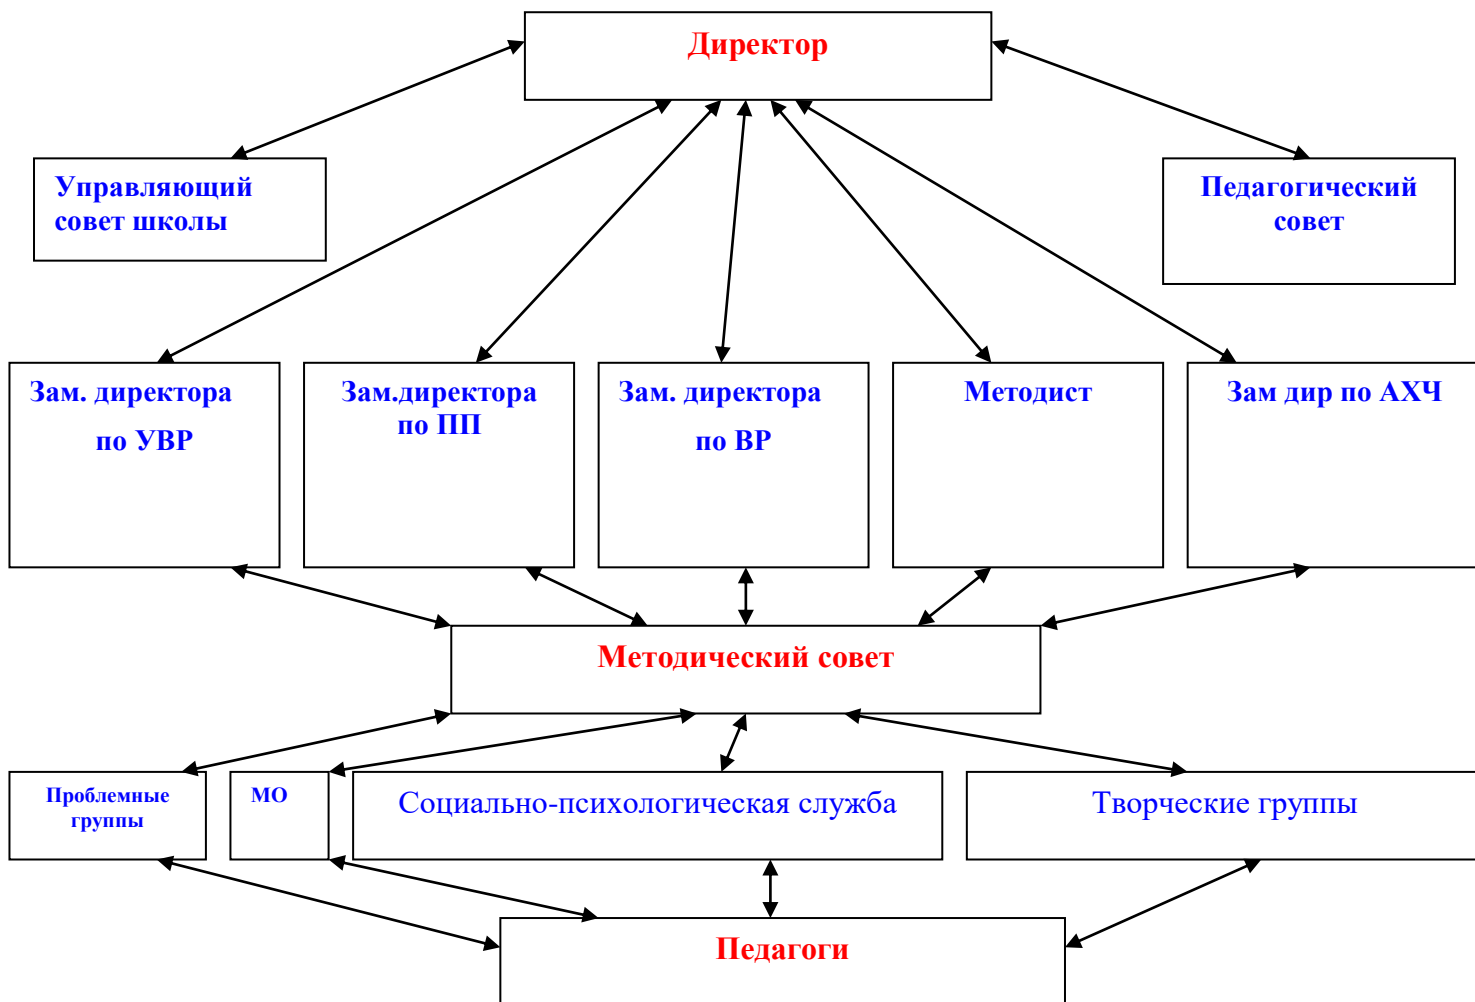 Директор
Управляющий
совет школы
Педагогический
совет
Зам. директора
по УВР
Зам.директора
по ПП
Зам. директора
по ВР
Методист
Зам дир по АХЧ
Методический совет
Проблемные
группы
МО
Социально-психологическая служба
Творческие группы
Педагоги